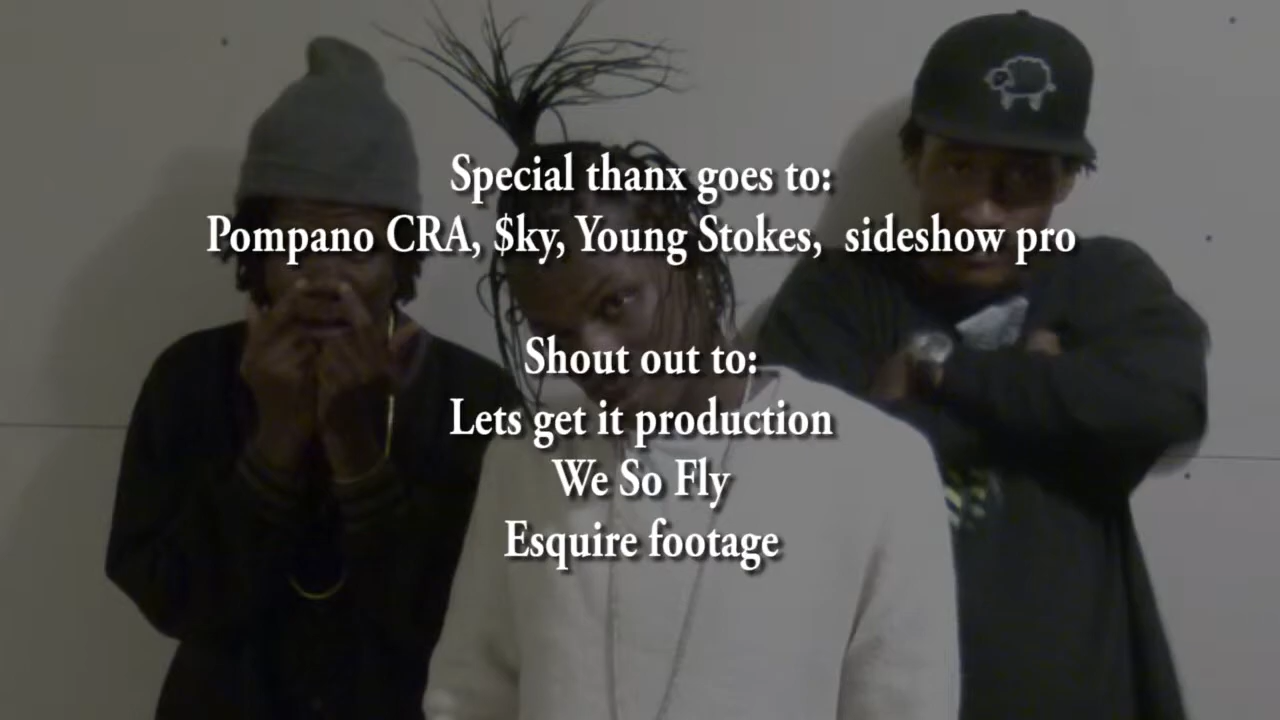 Special thanx goes to:
Pompano CRA, $ky, Young Stokes,  sideshow pro
Shout out to:
Lets get it production
We So Fly
Esquire footage